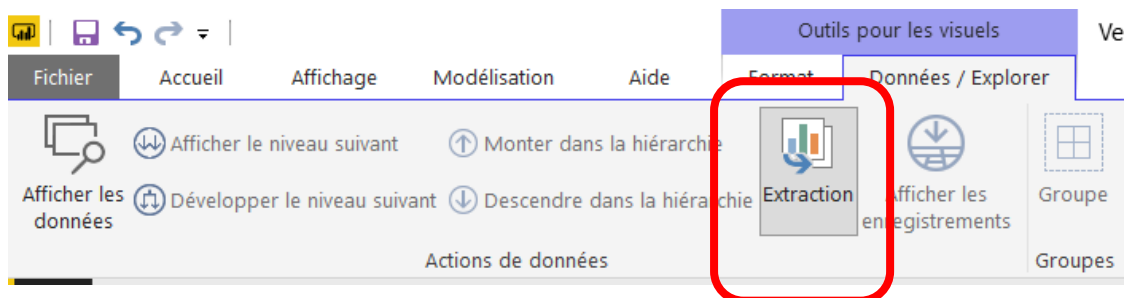 Outils pour les visuels
Ve
Fichier Accueil Affichage Modélisation Aide Format Données / Explorer
Afficher le niveau suivant Monter dans la hiérarchie
Développer le niveau suivant Descendre dans la hiérarchie
Afficher les
données
Extraction
Afficher les
enregistrements
Groupe
Actions de données
Groupes